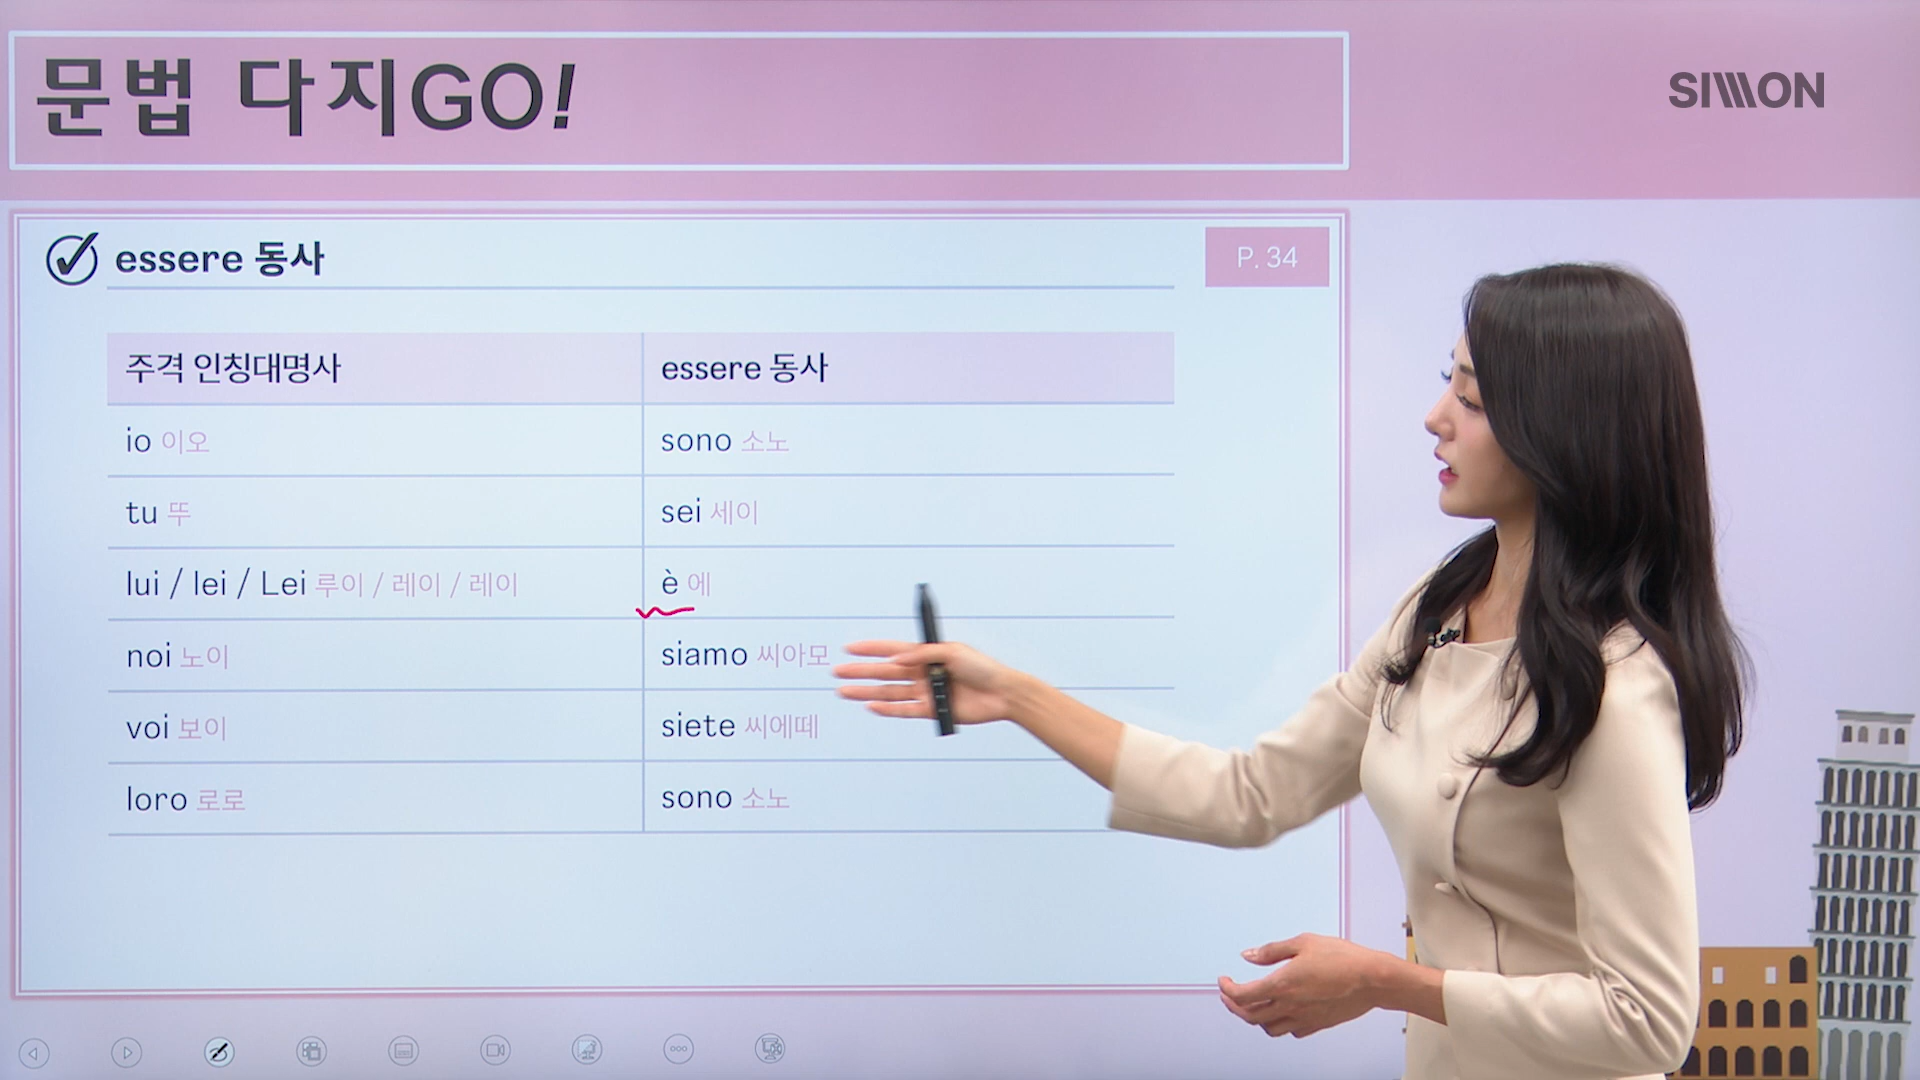 문법 다지GO!
SIWON
essere 동사
P. 34
주격 인칭대명사 essere 동사
io 이오 sono 소노
tu 뚜 sei 세이
lui / lei / Lei 루이 / 레이 / 레이 è 에
noi 노이 siamo 씨아모
voi 보이 siete 씨에떼
loro 로로 sono 소노